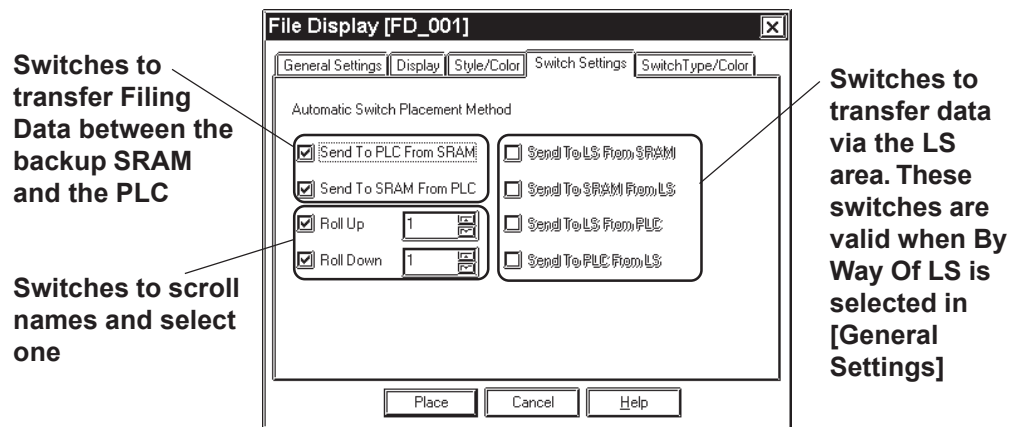 File Display [FD_001]
General Settings Display Style/Color Switch Settings SwitchType/Color
Automatic Switch Placement Method
Send To PLC From SRAM
Send To SRAM From PLC
Roll Up 1
Roll Down 1
Send To LS From SRAM
Send To SRAM From LS
Send To LS From PLC
Send To PLC From LS
Place Cancel Help
Switches to
transfer Filing
Data between the
backup SRAM
and the PLC
Switches to scroll
names and select
one
Switches to
transfer data
via the LS
area. These
switches are
valid when By
Way Of LS is
selected in
[General
Settings]